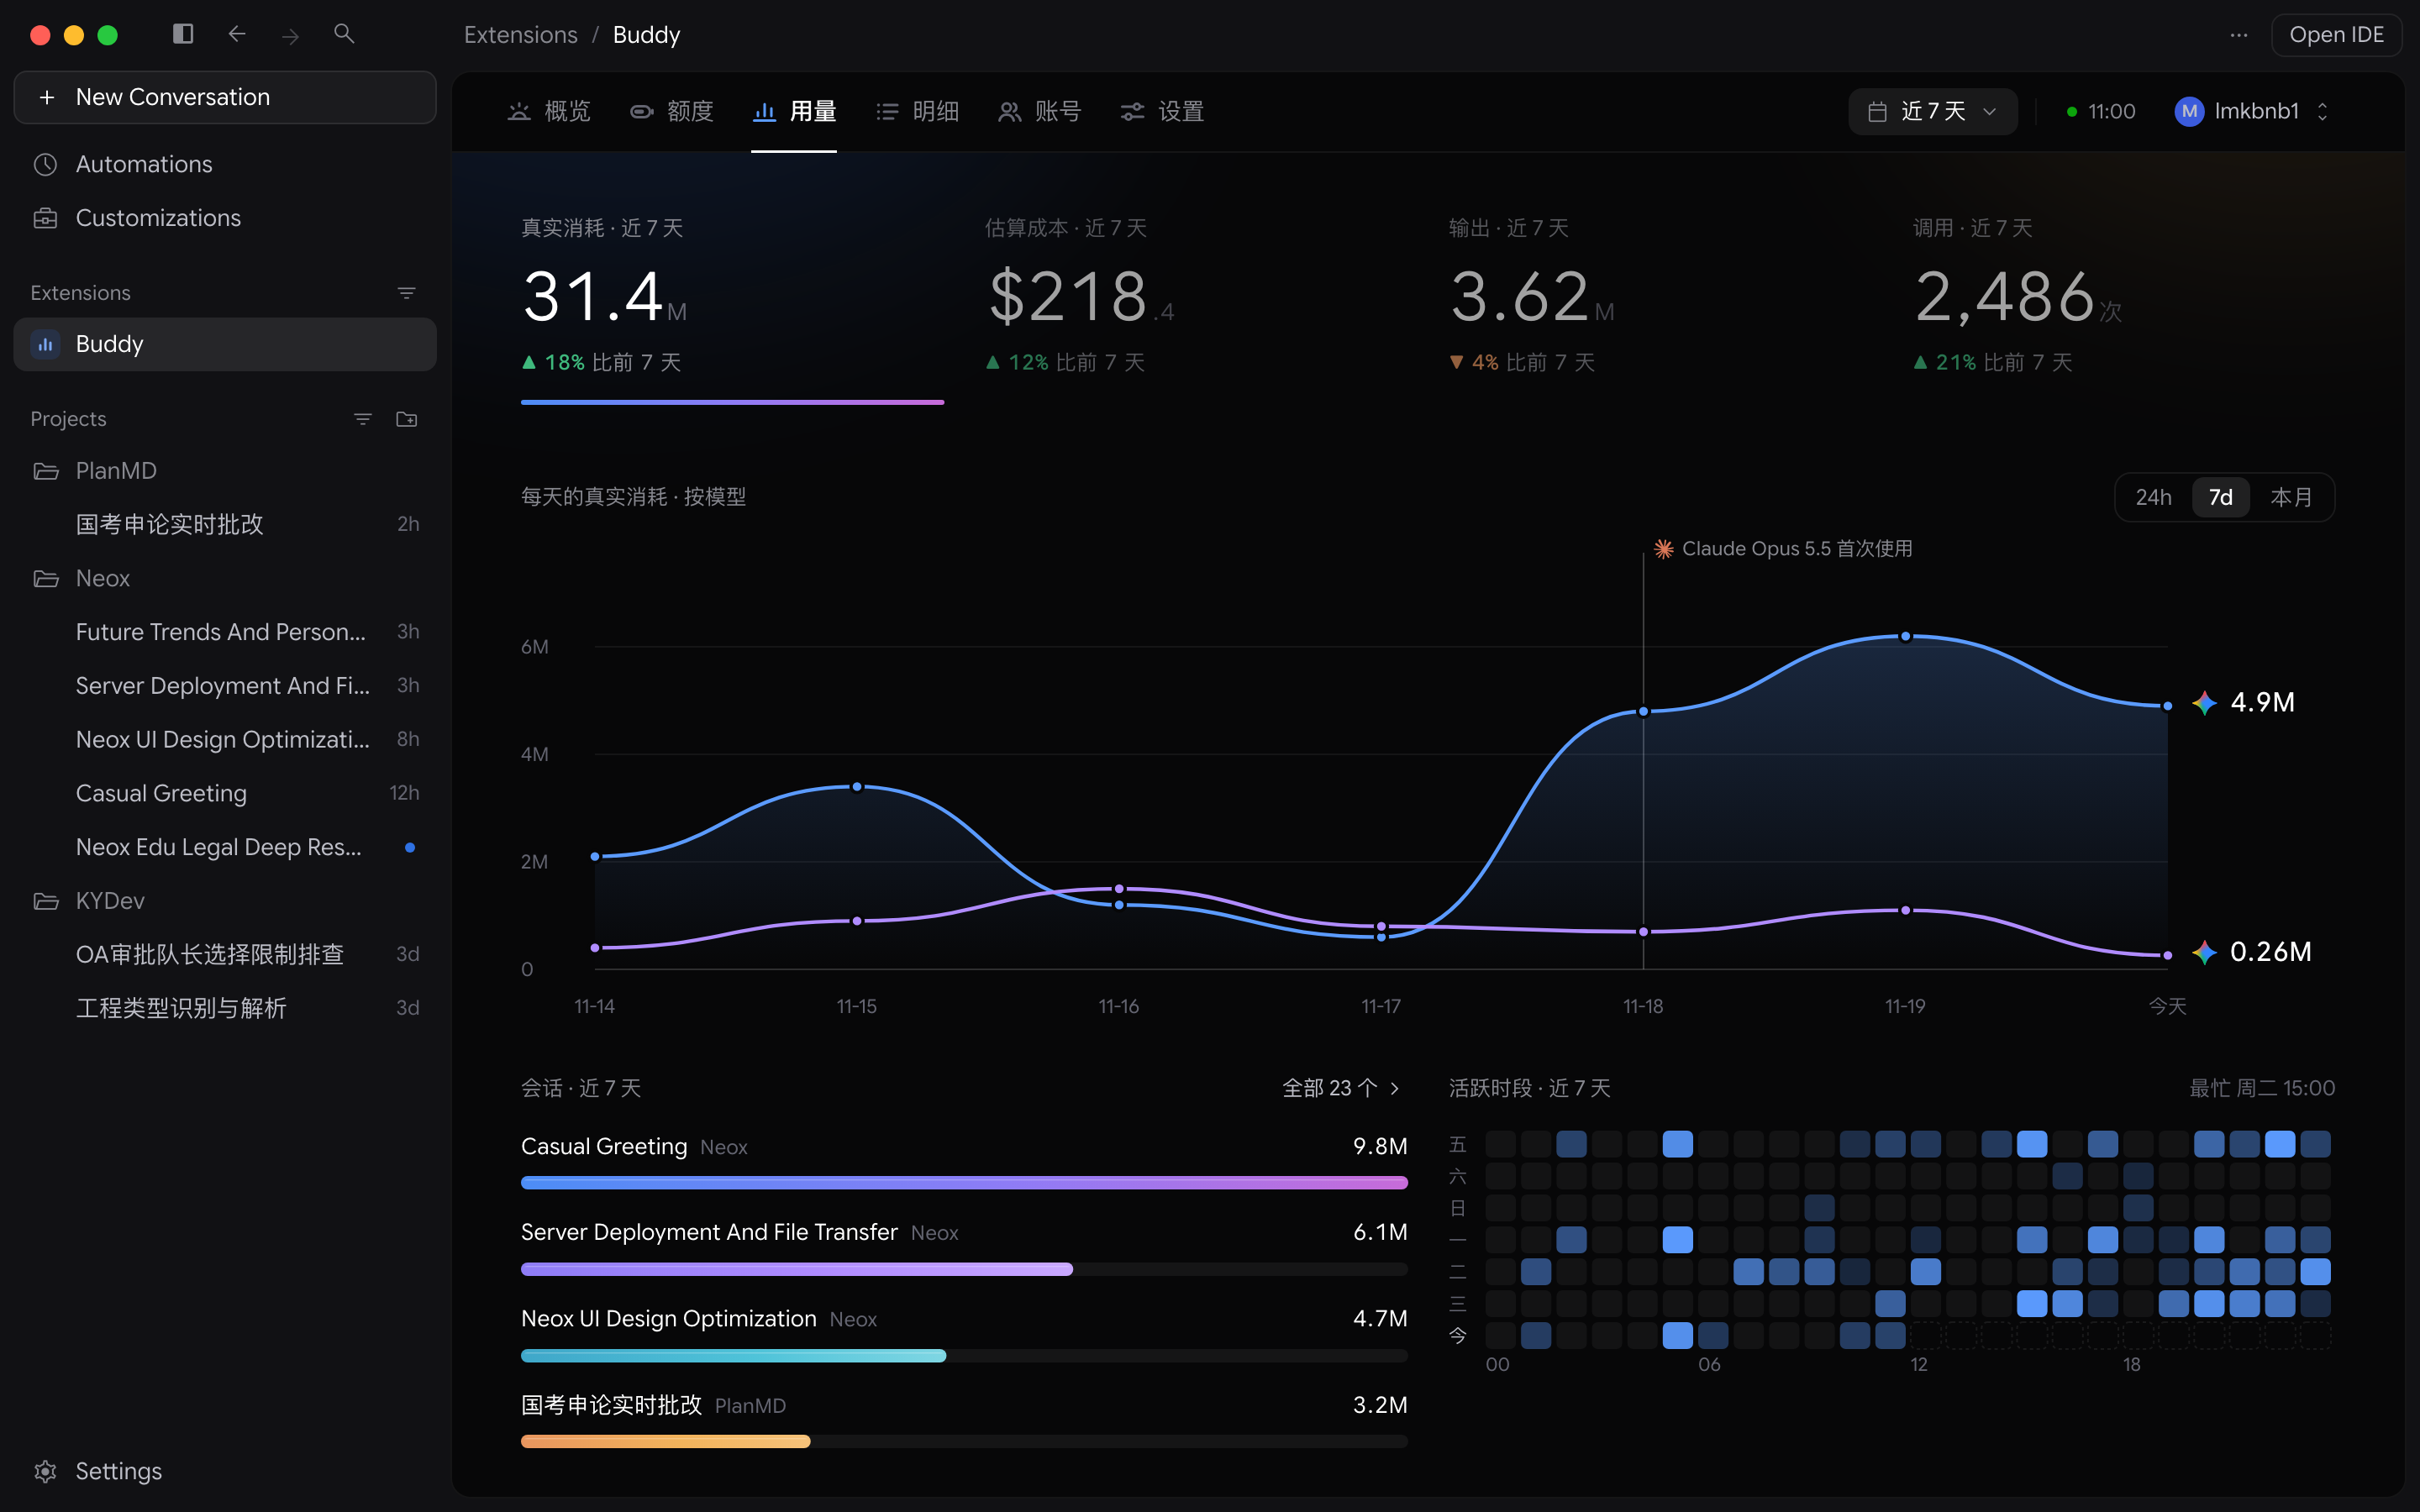 Extensions / Buddy
Open IDE
New Conversation
Automations
Customizations
Extensions
Buddy
Projects
PlanMD
国考申论实时批改 2h
Neox
Future Trends And Person... 3h
Server Deployment And Fi... 3h
Neox UI Design Optimizati... 8h
Casual Greeting 12h
Neox Edu Legal Deep Res...
KYDev
OA审批队长选择限制排查 3d
工程类型识别与解析 3d
Settings
概览 额度 用量 明细 账号 设置
近 7 天
11:00
M lmkbnb1
真实消耗 · 近 7 天
31.4M
18% 比前 7 天
估算成本 · 近 7 天
$218.4
12% 比前 7 天
输出 · 近 7 天
3.62M
4% 比前 7 天
调用 · 近 7 天
2,486次
21% 比前 7 天
每天的真实消耗 · 按模型
24h 7d 本月
Claude Opus 5.5 首次使用
6M
4M
2M
0
4.9M
0.26M
11-14 11-15 11-16 11-17 11-18 11-19 今天
会话 · 近 7 天
全部 23 个
Casual Greeting Neox 9.8M
Server Deployment And File Transfer Neox 6.1M
Neox UI Design Optimization Neox 4.7M
国考申论实时批改 PlanMD 3.2M
活跃时段 · 近 7 天
最忙 周二 15:00
五
六
日
一
二
三
今
00 06 12 18